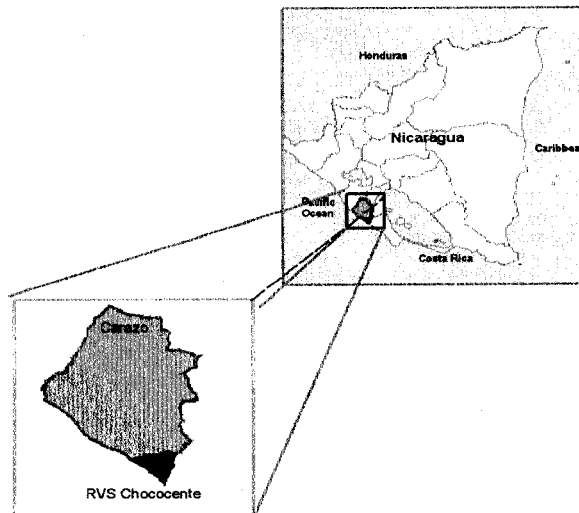 Honduras
Nicaragua
Caribbea
Pacific
Ocean
Costa Rica
Carazo
RVS Chococente